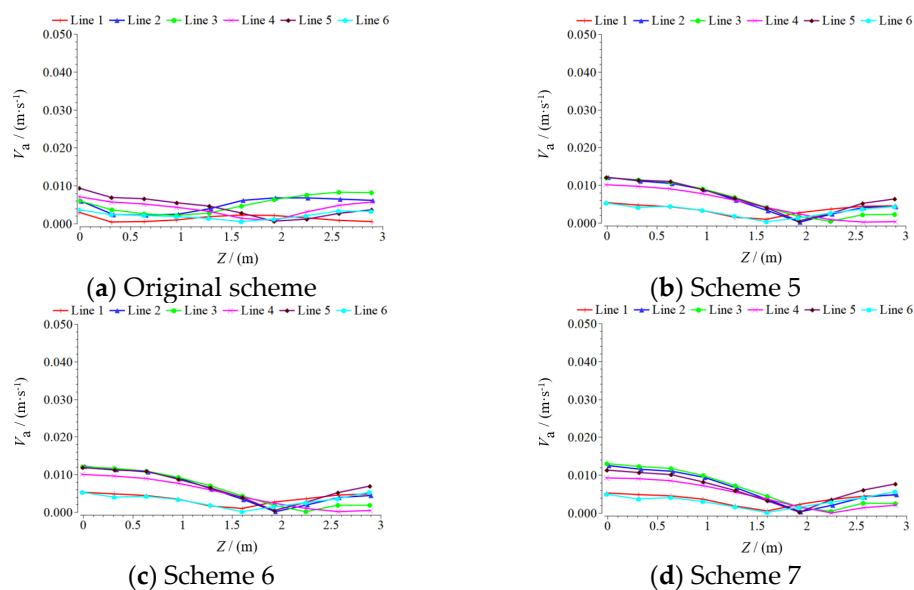 Line 1 Line 2 Line 3 Line 4 Line 5 Line 6
0.050
0.040
0.030
0.020
0.010
0.000
Va / (m·s-1)
0 0.5 1 1.5 2 2.5 3
Z / (m)
(a) Original scheme
Line 1 Line 2 Line 3 Line 4 Line 5 Line 6
0.050
0.040
0.030
0.020
0.010
0.000
Va / (m·s-1)
0 0.5 1 1.5 2 2.5 3
Z / (m)
(b) Scheme 5
Line 1 Line 2 Line 3 Line 4 Line 5 Line 6
0.050
0.040
0.030
0.020
0.010
0.000
Va / (m·s-1)
0 0.5 1 1.5 2 2.5 3
Z / (m)
(c) Scheme 6
Line 1 Line 2 Line 3 Line 4 Line 5 Line 6
0.050
0.040
0.030
0.020
0.010
0.000
Va / (m·s-1)
0 0.5 1 1.5 2 2.5 3
Z / (m)
(d) Scheme 7